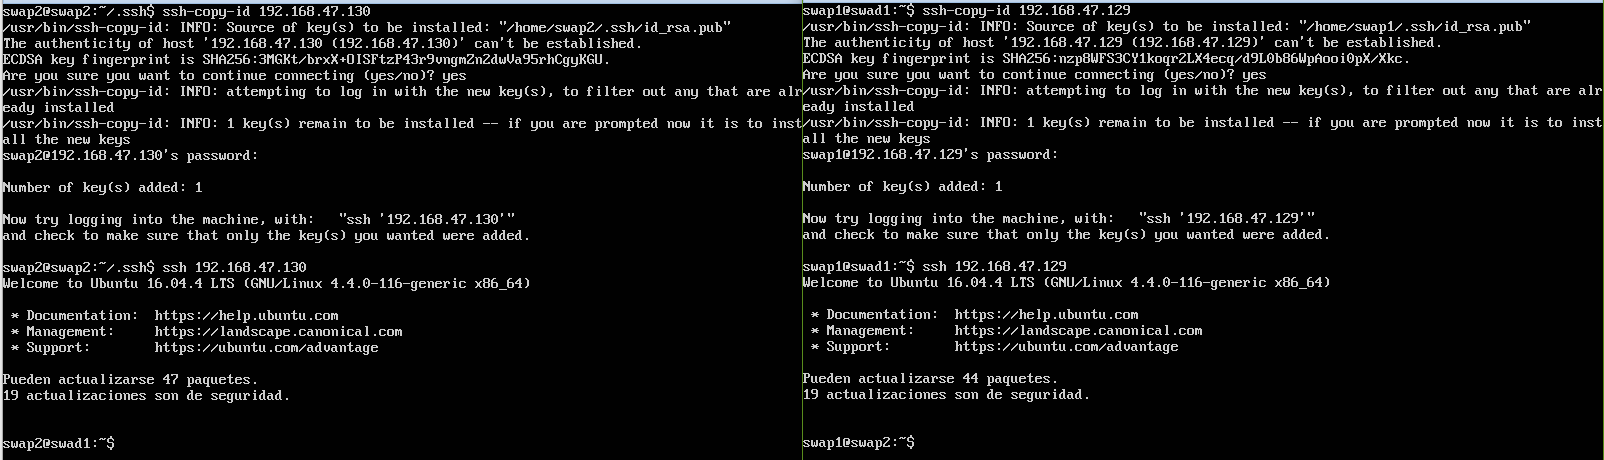 swap2@swap2:~/.ssh$ ssh-copy-id 192.168.47.130
/usr/bin/ssh-copy-id: INFO: Source of key(s) to be installed: "/home/swap2/.ssh/id_rsa.pub"
The authenticity of host '192.168.47.130 (192.168.47.130)' can't be established.
ECDSA key fingerprint is SHA256:3MGKt/brxX+OISFtzP43r9vngmZn2dwVa95rhCgyKGU.
Are you sure you want to continue connecting (yes/no)? yes
/usr/bin/ssh-copy-id: INFO: attempting to log in with the new key(s), to filter out any that are alr
eady installed
/usr/bin/ssh-copy-id: INFO: 1 key(s) remain to be installed -- if you are prompted now it is to inst
all the new keys
swap2@192.168.47.130's password:
Number of key(s) added: 1
Now try logging into the machine, with:   "ssh '192.168.47.130'"
and check to make sure that only the key(s) you wanted were added.
swap2@swap2:~/.ssh$ ssh 192.168.47.130
Welcome to Ubuntu 16.04.4 LTS (GNU/Linux 4.4.0-116-generic x86_64)
 * Documentation:  https://help.ubuntu.com
 * Management:     https://landscape.canonical.com
 * Support:        https://ubuntu.com/advantage
Pueden actualizarse 47 paquetes.
19 actualizaciones son de seguridad.
swap2@swad1:~$
swap1@swad1:~$ ssh-copy-id 192.168.47.129
/usr/bin/ssh-copy-id: INFO: Source of key(s) to be installed: "/home/swap1/.ssh/id_rsa.pub"
The authenticity of host '192.168.47.129 (192.168.47.129)' can't be established.
ECDSA key fingerprint is SHA256:nzp8WFS3CY1koqr2LX4ecq/d9L0b86WpAooi0pX/Xkc.
Are you sure you want to continue connecting (yes/no)? yes
/usr/bin/ssh-copy-id: INFO: attempting to log in with the new key(s), to filter out any that are alr
eady installed
/usr/bin/ssh-copy-id: INFO: 1 key(s) remain to be installed -- if you are prompted now it is to inst
all the new keys
swap1@192.168.47.129's password:
Number of key(s) added: 1
Now try logging into the machine, with:   "ssh '192.168.47.129'"
and check to make sure that only the key(s) you wanted were added.
swap1@swad1:~$ ssh 192.168.47.129
Welcome to Ubuntu 16.04.4 LTS (GNU/Linux 4.4.0-116-generic x86_64)
 * Documentation:  https://help.ubuntu.com
 * Management:     https://landscape.canonical.com
 * Support:        https://ubuntu.com/advantage
Pueden actualizarse 44 paquetes.
19 actualizaciones son de seguridad.
swap1@swap2:~$